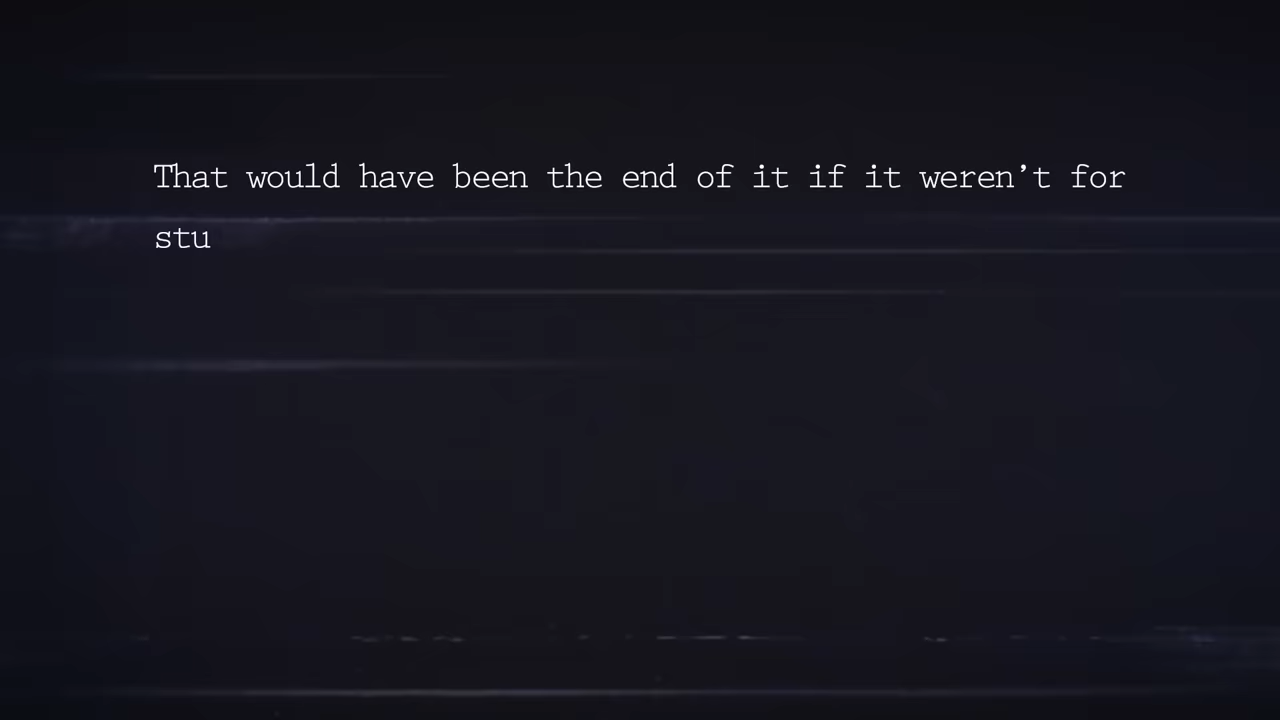 That would have been the end of it if it weren’t for
stu